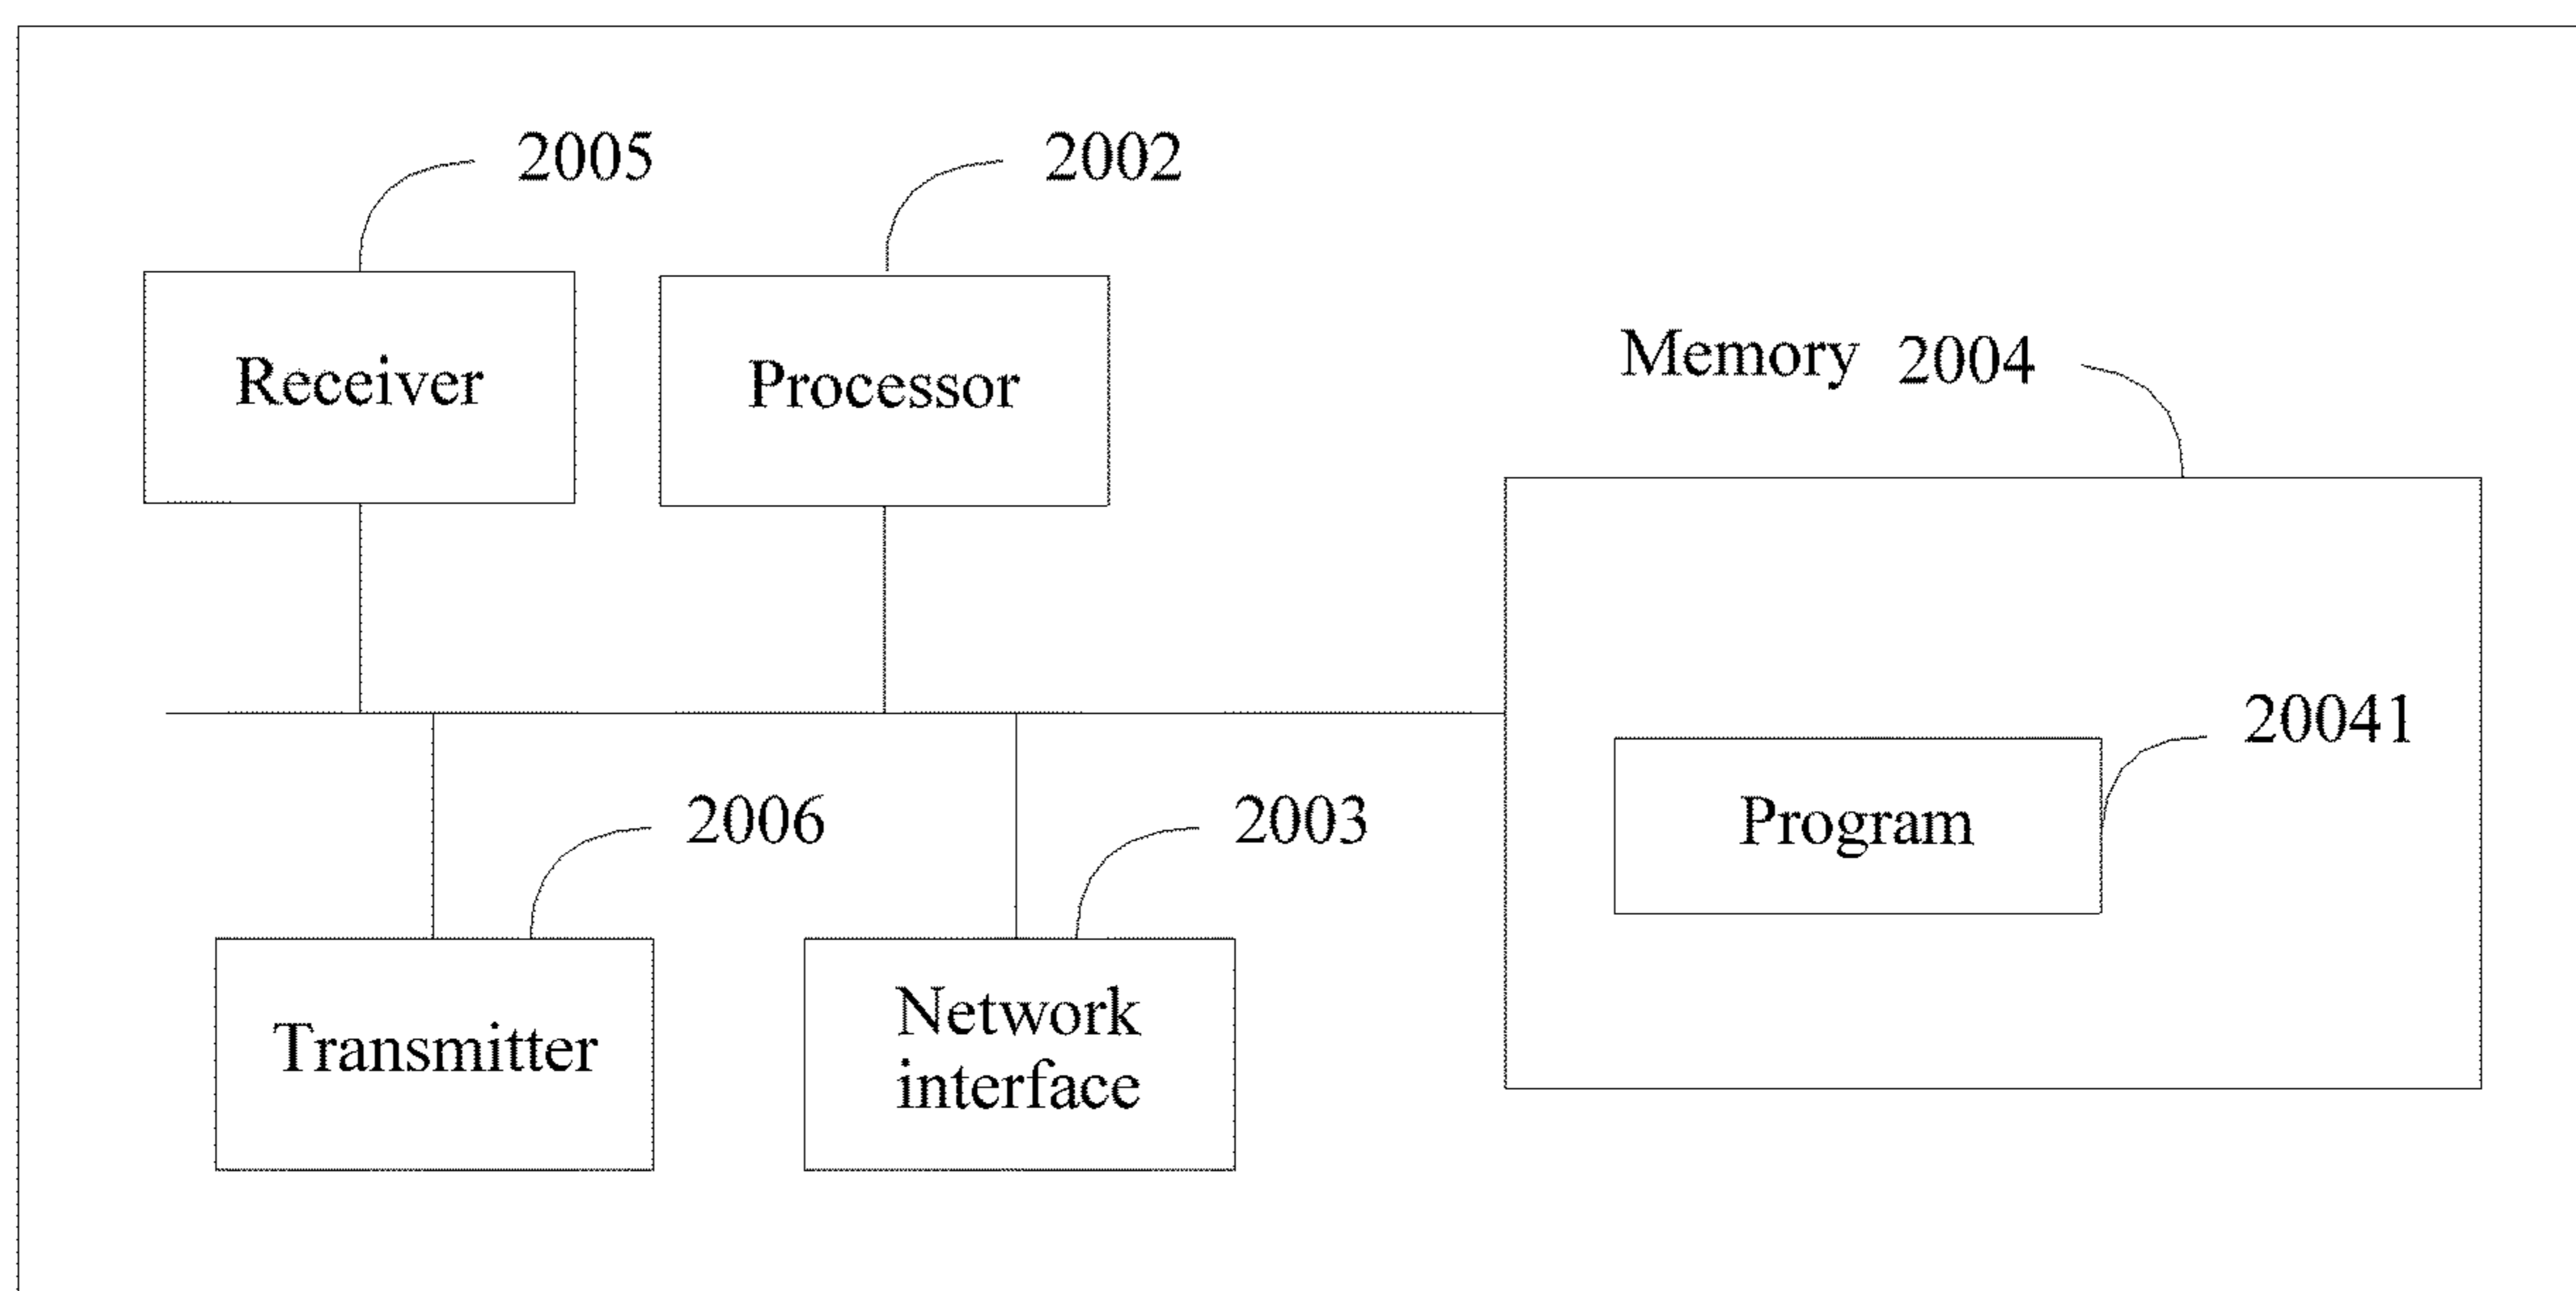 2005
2002
Receiver
Processor
Memory 2004
20041
Program
2006
2003
Transmitter
Network
interface